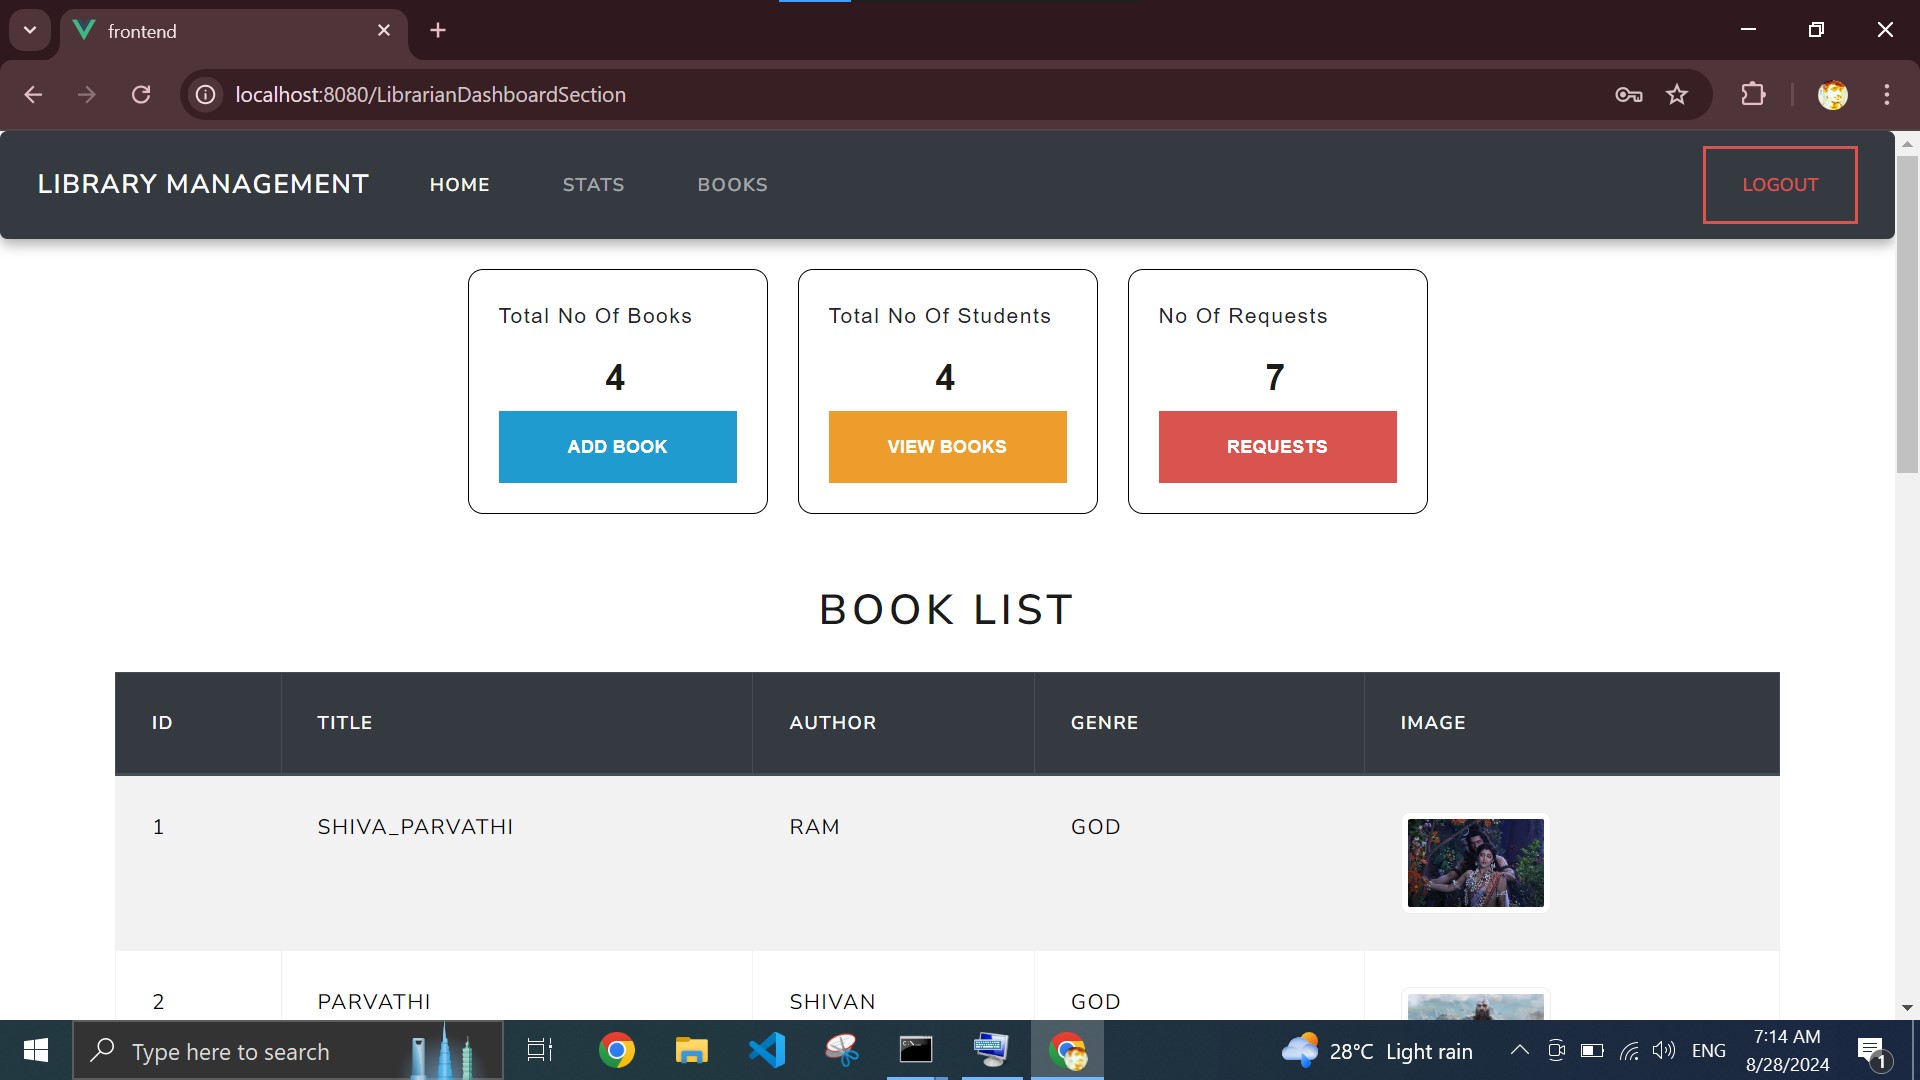 frontend
localhost:8080/LibrarianDashboardSection
LIBRARY MANAGEMENT HOME STATS BOOKS LOGOUT
Total No Of Books Total No Of Students No Of Requests
4 4 7
ADD BOOK VIEW BOOKS REQUESTS
BOOK LIST
ID TITLE AUTHOR GENRE IMAGE
1 SHIVA_PARVATHI RAM GOD
2 PARVATHI SHIVAN GOD
Type here to search 28°C Light rain ENG 7:14 AM
8/28/2024 1